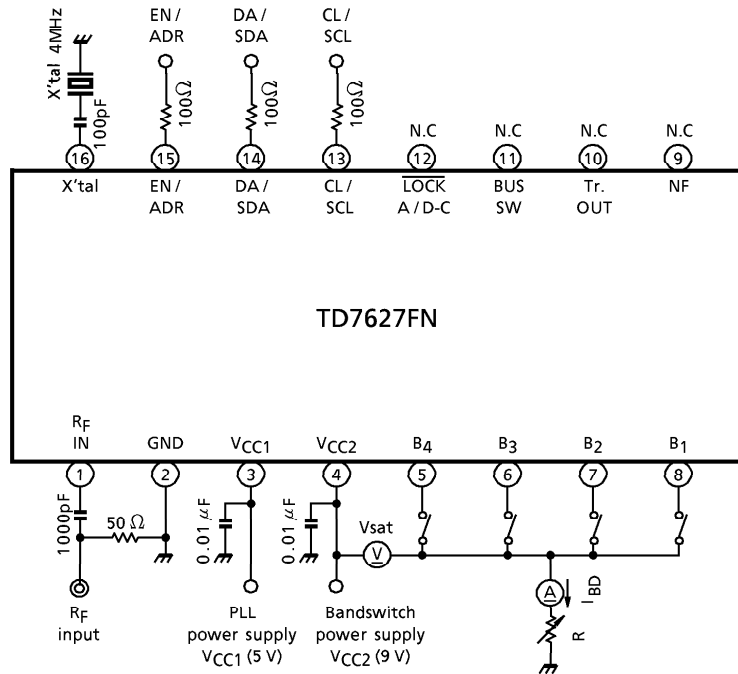 X'tal 4MHz
100pF
EN /
ADR
100Ω
DA /
SDA
100Ω
CL /
SCL
100Ω
N.C
N.C
N.C
N.C
16
15
14
13
12
11
10
9
X'tal
EN /
ADR
DA /
SDA
CL /
SCL
LOCK
A / D-C
BUS
SW
Tr.
OUT
NF
TD7627FN
RF
IN
GND
VCC1
VCC2
B4
B3
B2
B1
1
2
3
4
5
6
7
8
1000pF
50 Ω
0.01 μF
0.01 μF
Vsat
V
A
IBD
R
RF
input
PLL
power supply
VCC1 (5 V)
Bandswitch
power supply
VCC2 (9 V)